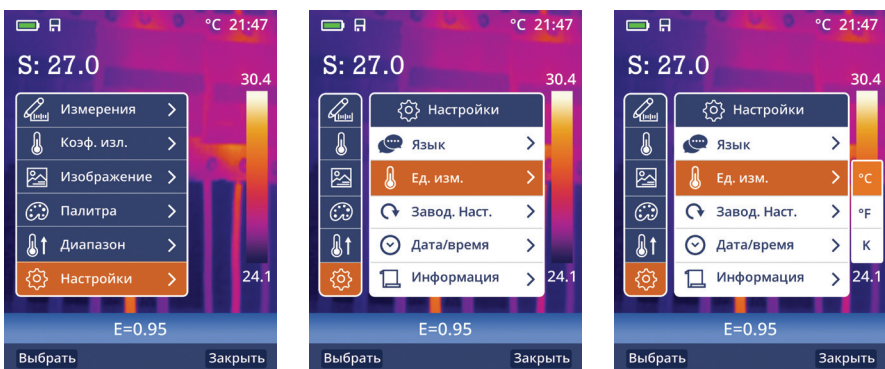 °C 21:47
S: 27.0
30.4
Измерения
Коэф. изл.
Изображение
Палитра
Диапазон
Настройки
24.1
E=0.95
Выбрать Закрыть
°C 21:47
S: 27.0
30.4
Настройки
Язык
Ед. изм.
Завод. Наст.
Дата/время
Информация
24.1
E=0.95
Выбрать Закрыть
°C 21:47
S: 27.0
30.4
Настройки
Язык
Ед. изм.
°C
Завод. Наст.
°F
Дата/время
K
Информация
24.1
E=0.95
Выбрать Закрыть